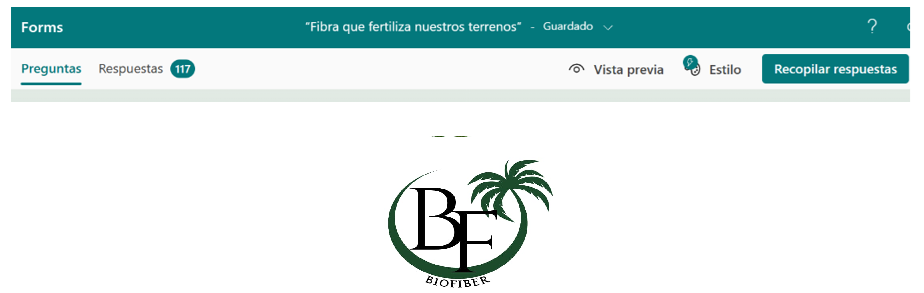 Forms
"Fibra que fertiliza nuestros terrenos" - Guardado
?
Preguntas Respuestas 117
Vista previa Estilo Recopilar respuestas
BF
BIOFIBER